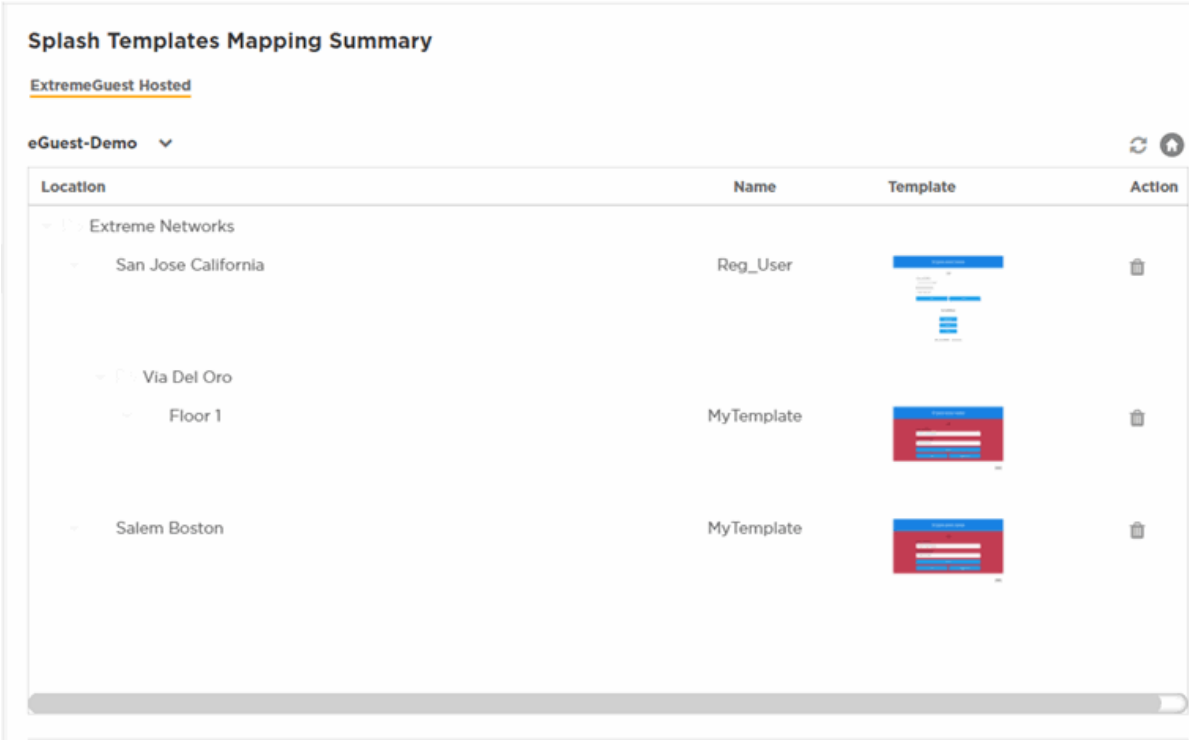 Splash Templates Mapping Summary
ExtremeGuest Hosted
eGuest-Demo
Location Name Template Action
Extreme Networks
San Jose California Reg_User
Via Del Oro
Floor 1 MyTemplate
Salem Boston MyTemplate